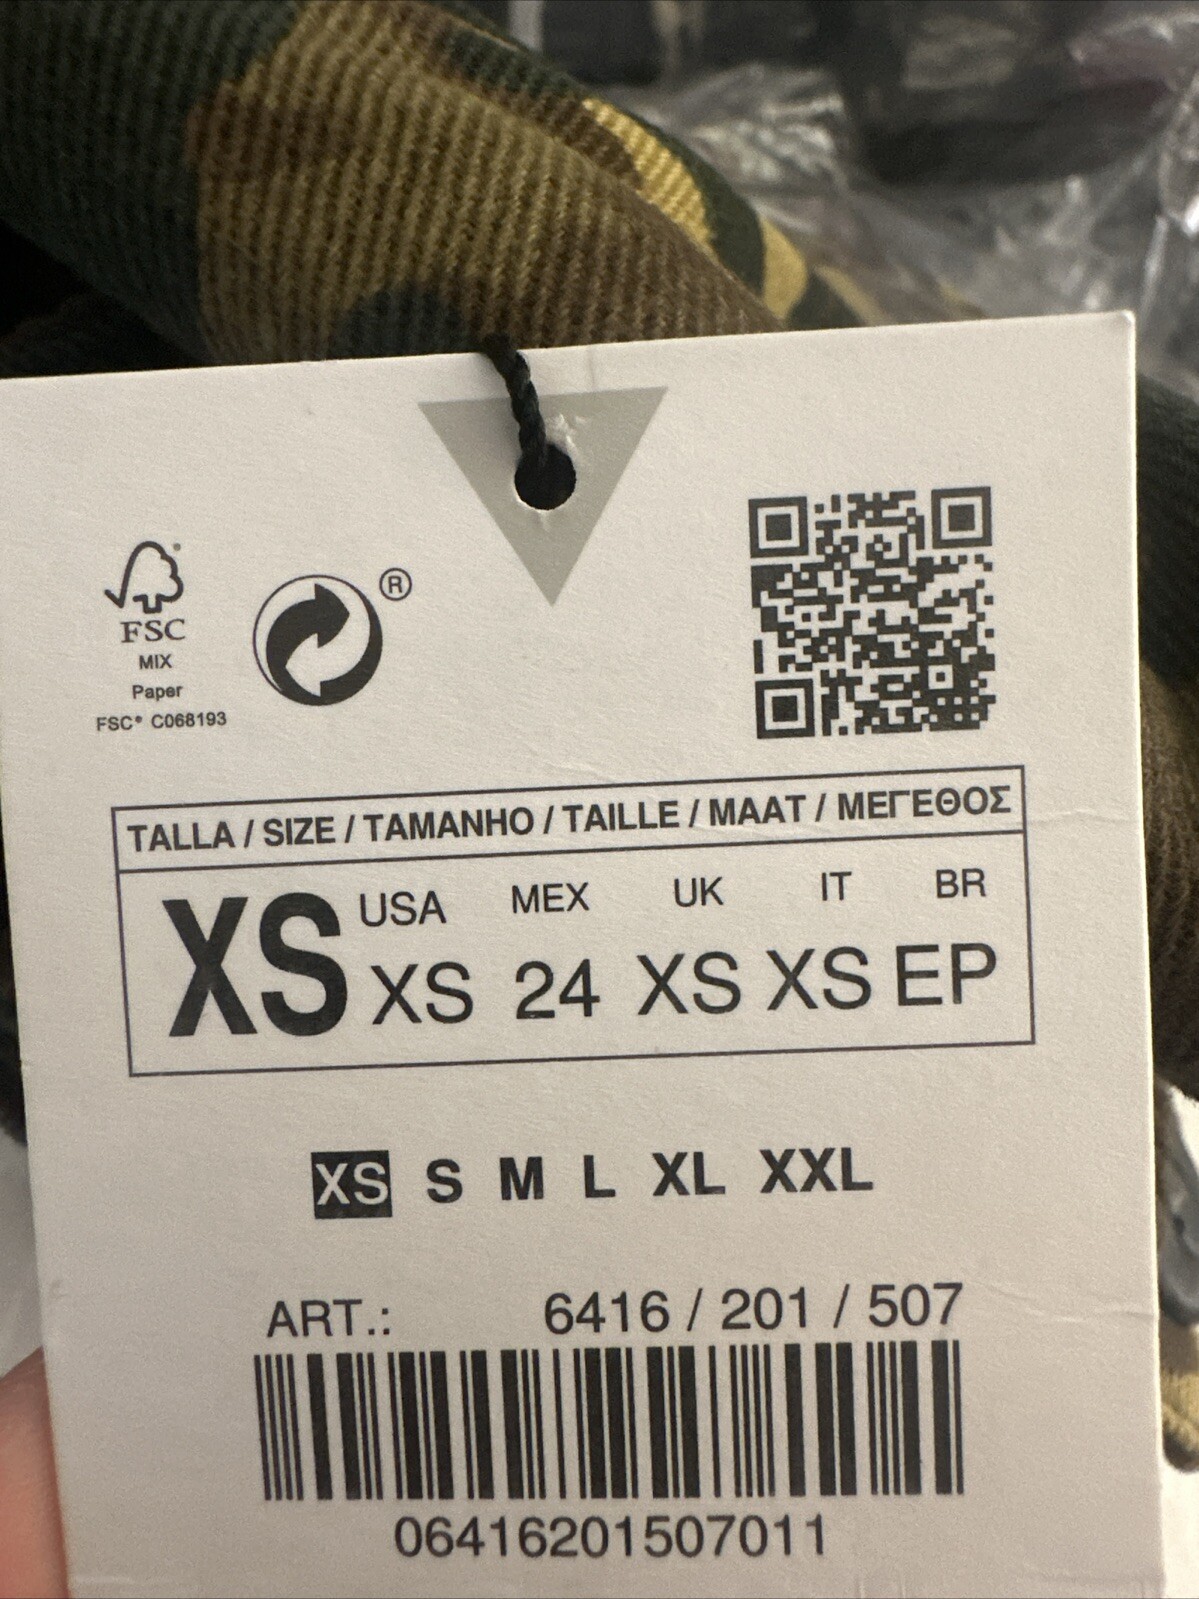 ®
FSC
MIX
Paper
FSC® C068193
TALLA / SIZE / TAMANHO / TAILLE / MAAT / ΜΕΓΕΘΟΣ
XS
USA MEX UK IT BR
XS 24 XS XS EP
XS S M L XL XXL
ART.: 6416 / 201 / 507
06416201507011